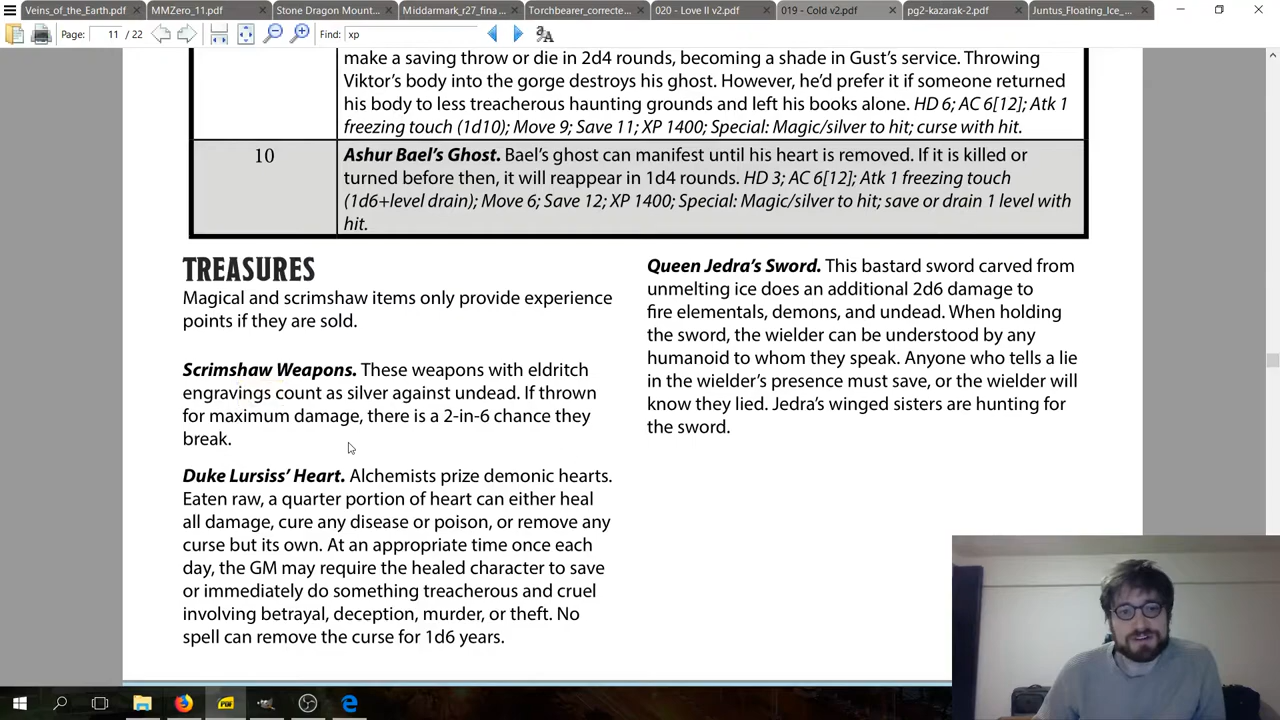 Veins_of_the_Earth.pdf
MMZero_11.pdf
Stone Dragon Mount...
Middarmark_r27_fina...
Torchbearer_correcte...
020 - Love II v2.pdf
019 - Cold v2.pdf
pg2-kazarak-2.pdf
Juntus_Floating_Ice_...
Page: 11 / 22
Find: xp
make a saving throw or die in 2d4 rounds, becoming a shade in Gust's service. Throwing
Viktor's body into the gorge destroys his ghost. However, he'd prefer it if someone returned
his body to less treacherous haunting grounds and left his books alone. HD 6; AC 6[12]; Atk 1
freezing touch (1d10); Move 9; Save 11; XP 1400; Special: Magic/silver to hit; curse with hit.
10
Ashur Bael's Ghost. Bael's ghost can manifest until his heart is removed. If it is killed or
turned before then, it will reappear in 1d4 rounds. HD 3; AC 6[12]; Atk 1 freezing touch
(1d6+level drain); Move 6; Save 12; XP 1400; Special: Magic/silver to hit; save or drain 1 level with
hit.
TREASURES
Magical and scrimshaw items only provide experience
points if they are sold.
Scrimshaw Weapons. These weapons with eldritch
engravings count as silver against undead. If thrown
for maximum damage, there is a 2-in-6 chance they
break.
Duke Lursiss' Heart. Alchemists prize demonic hearts.
Eaten raw, a quarter portion of heart can either heal
all damage, cure any disease or poison, or remove any
curse but its own. At an appropriate time once each
day, the GM may require the healed character to save
or immediately do something treacherous and cruel
involving betrayal, deception, murder, or theft. No
spell can remove the curse for 1d6 years.
Queen Jedra's Sword. This bastard sword carved from
unmelting ice does an additional 2d6 damage to
fire elementals, demons, and undead. When holding
the sword, the wielder can be understood by any
humanoid to whom they speak. Anyone who tells a lie
in the wielder's presence must save, or the wielder will
know they lied. Jedra's winged sisters are hunting for
the sword.